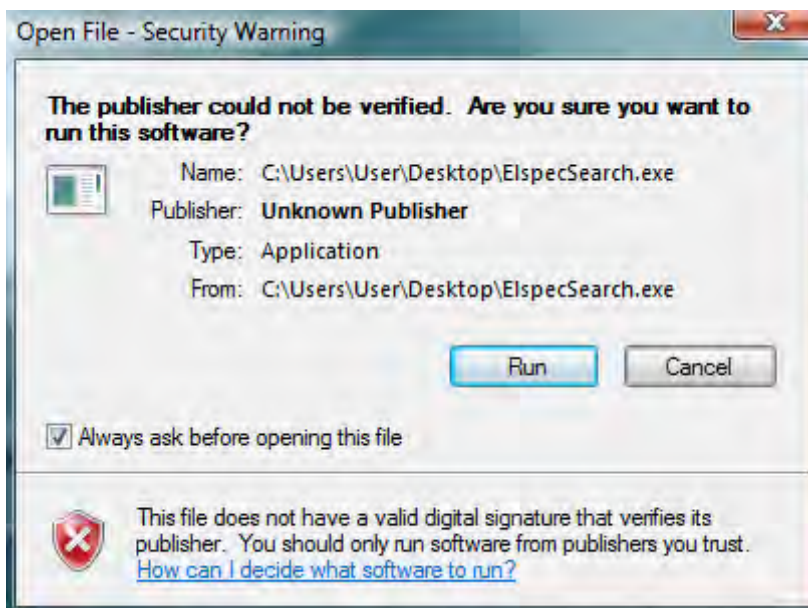 Open File - Security Warning
The publisher could not be verified. Are you sure you want to
run this software?
Name: C:\Users\User\Desktop\ElspecSearch.exe
Publisher: Unknown Publisher
Type: Application
From: C:\Users\User\Desktop\ElspecSearch.exe
Run Cancel
Always ask before opening this file
This file does not have a valid digital signature that verifies its
publisher. You should only run software from publishers you trust.
How can I decide what software to run?